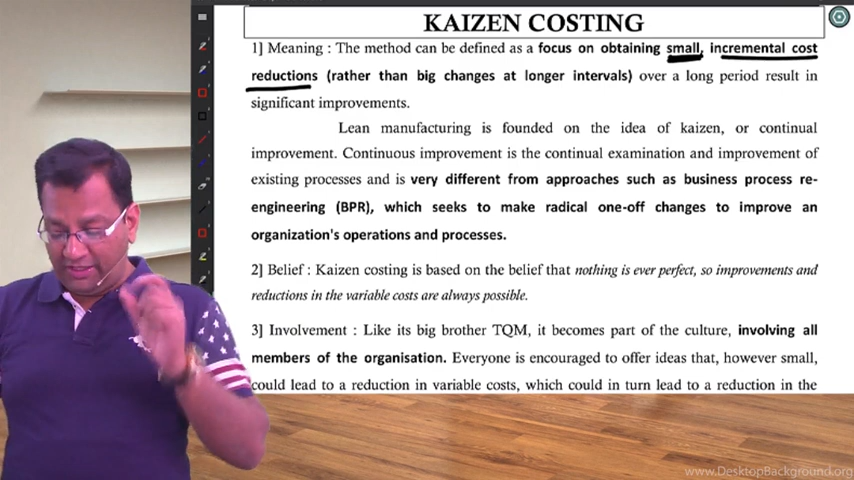 KAIZEN COSTING
1] Meaning : The method can be defined as a focus on obtaining small, incremental cost
reductions (rather than big changes at longer intervals) over a long period result in
significant improvements.
Lean manufacturing is founded on the idea of kaizen, or continual
improvement. Continuous improvement is the continual examination and improvement of
existing processes and is very different from approaches such as business process re-
engineering (BPR), which seeks to make radical one-off changes to improve an
organization's operations and processes.
2] Belief : Kaizen costing is based on the belief that nothing is ever perfect, so improvements and
reductions in the variable costs are always possible.
3] Involvement : Like its big brother TQM, it becomes part of the culture, involving all
members of the organisation. Everyone is encouraged to offer ideas that, however small,
could lead to a reduction in variable costs, which could in turn lead to a reduction in the
www.DesktopBackground.org